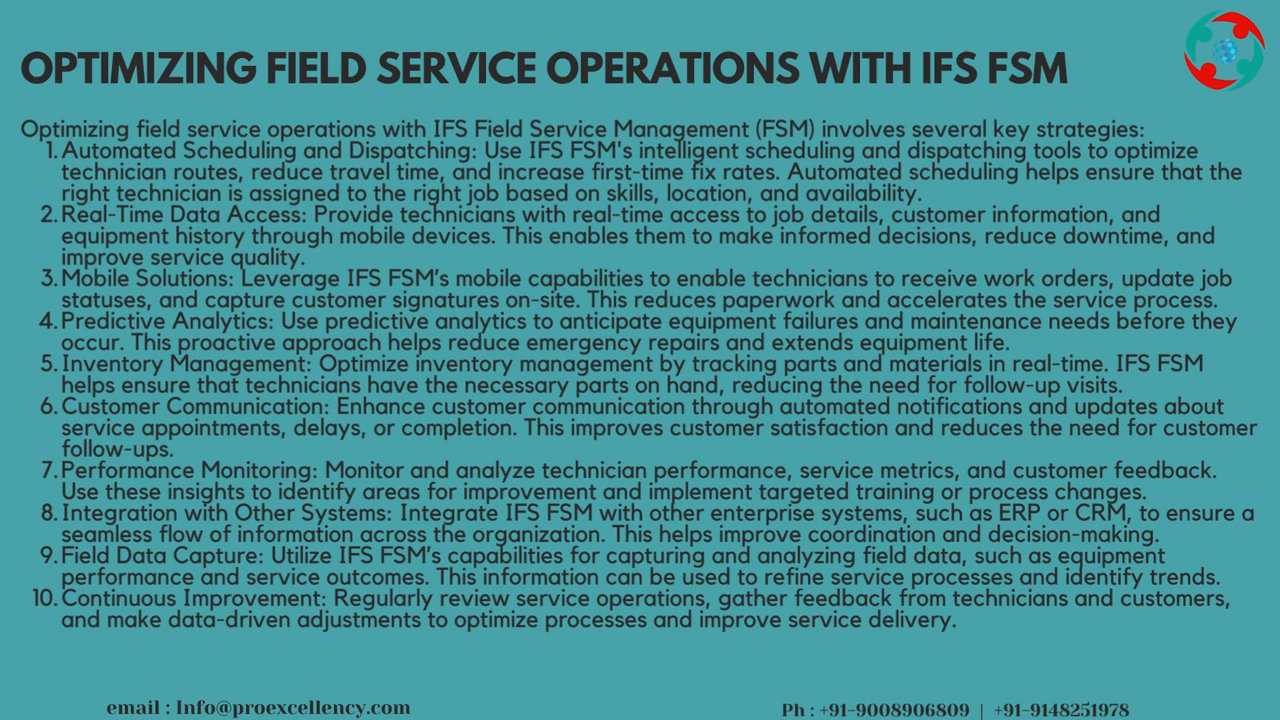 OPTIMIZING FIELD SERVICE OPERATIONS WITH IFS FSM
Optimizing field service operations with IFS Field Service Management (FSM) involves several key strategies:
1. Automated Scheduling and Dispatching: Use IFS FSM's intelligent scheduling and dispatching tools to optimize
technician routes, reduce travel time, and increase first-time fix rates. Automated scheduling helps ensure that the
right technician is assigned to the right job based on skills, location, and availability.
2. Real-Time Data Access: Provide technicians with real-time access to job details, customer information, and
equipment history through mobile devices. This enables them to make informed decisions, reduce downtime, and
improve service quality.
3. Mobile Solutions: Leverage IFS FSM's mobile capabilities to enable technicians to receive work orders, update job
statuses, and capture customer signatures on-site. This reduces paperwork and accelerates the service process.
4. Predictive Analytics: Use predictive analytics to anticipate equipment failures and maintenance needs before they
occur. This proactive approach helps reduce emergency repairs and extends equipment life.
5. Inventory Management: Optimize inventory management by tracking parts and materials in real-time. IFS FSM
helps ensure that technicians have the necessary parts on hand, reducing the need for follow-up visits.
6. Customer Communication: Enhance customer communication through automated notifications and updates about
service appointments, delays, or completion. This improves customer satisfaction and reduces the need for customer
follow-ups.
7. Performance Monitoring: Monitor and analyze technician performance, service metrics, and customer feedback.
Use these insights to identify areas for improvement and implement targeted training or process changes.
8. Integration with Other Systems: Integrate IFS FSM with other enterprise systems, such as ERP or CRM, to ensure a
seamless flow of information across the organization. This helps improve coordination and decision-making.
9. Field Data Capture: Utilize IFS FSM's capabilities for capturing and analyzing field data, such as equipment
performance and service outcomes. This information can be used to refine service processes and identify trends.
10. Continuous Improvement: Regularly review service operations, gather feedback from technicians and customers,
and make data-driven adjustments to optimize processes and improve service delivery.
email : Info@proexcellency.com
Ph : +91-9008906809 | +91-9148251978